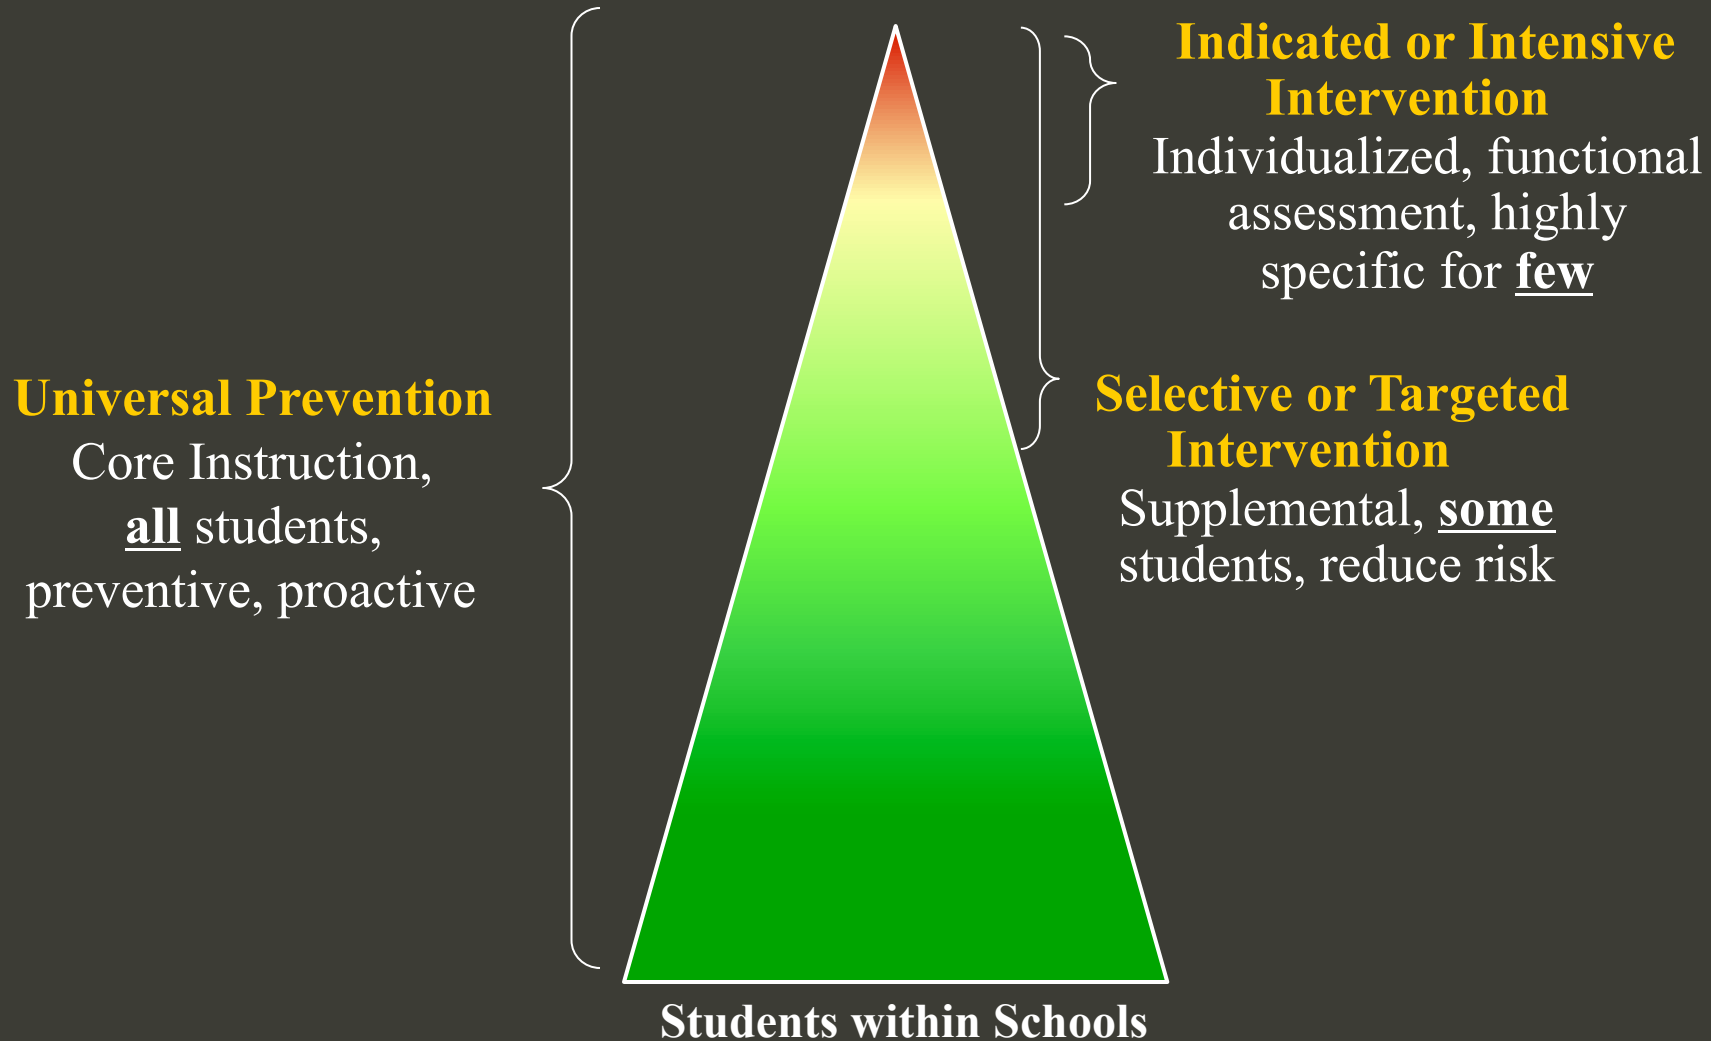 Indicated or Intensive
Intervention
Individualized, functional
assessment, highly
specific for few
Universal Prevention
Core Instruction,
all students,
preventive, proactive
Selective or Targeted
Intervention
Supplemental, some
students, reduce risk
Students within Schools